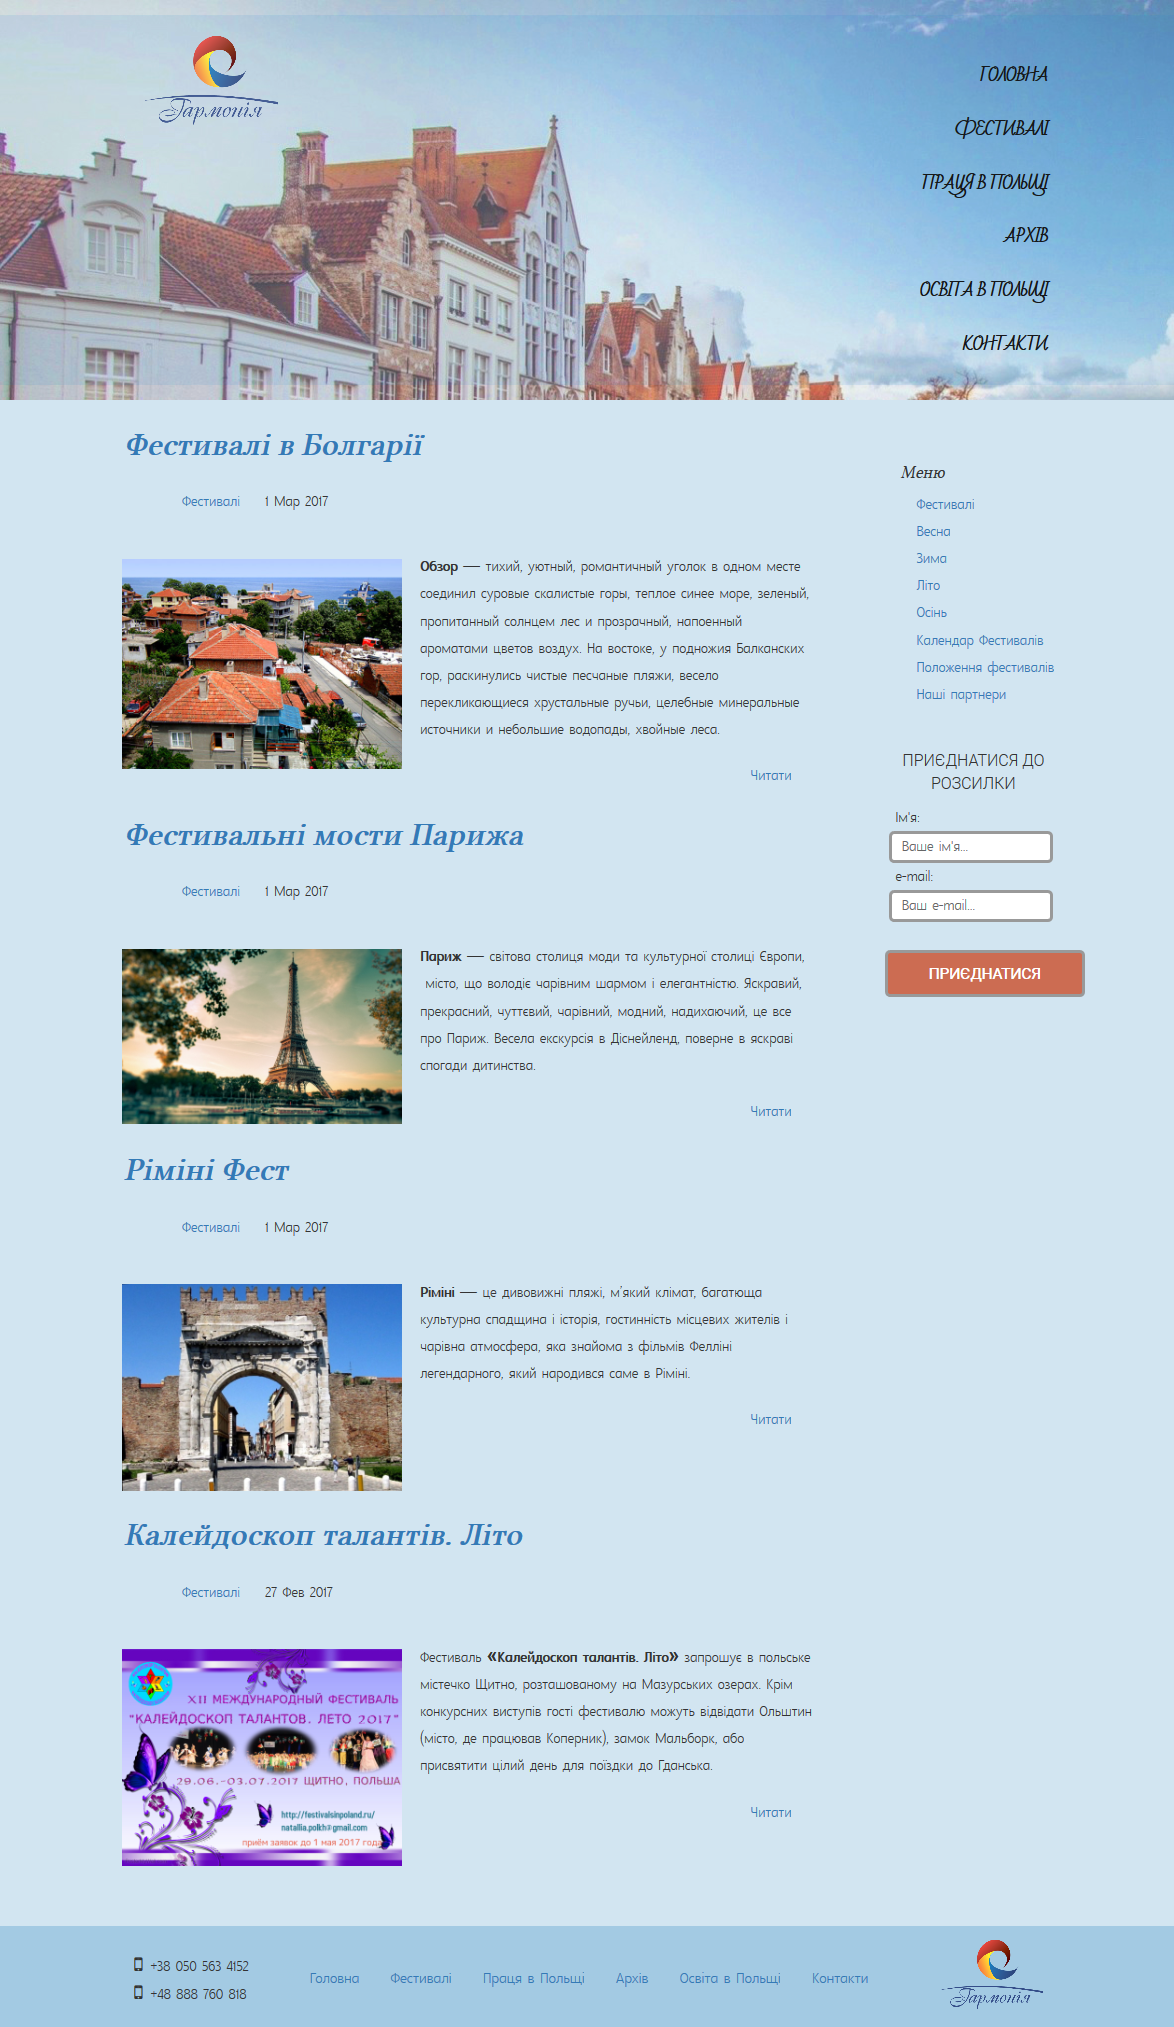 Гармонія
ГОЛОВНА
ФЕСТИВАЛІ
ПРАЦЯ В ПОЛЬЩІ
АРХІВ
ОСВІТА В ПОЛЬЩІ
КОНТАКТИ
Фестивалі в Болгарії
Фестивалі 1 Мар 2017
Обзор — тихий, уютный, романтичный уголок в одном месте
соединил суровые скалистые горы, теплое синее море, зеленый,
пропитанный солнцем лес и прозрачный, напоенный
ароматами цветов воздух. На востоке, у подножия Балканских
гор, раскинулись чистые песчаные пляжи, весело
перекликающиеся хрустальные ручьи, целебные минеральные
источники и небольшие водопады, хвойные леса.
Читати
Фестивальні мости Парижа
Фестивалі 1 Мар 2017
Париж — світова столиця моди та культурної столиці Європи,
місто, що володіє чарівним шармом і елегантністю. Яскравий,
прекрасний, чуттєвий, чарівний, модний, надихаючий, це все
про Париж. Весела екскурсія в Діснейленд, поверне в яскраві
спогади дитинства.
Читати
Ріміні Фест
Фестивалі 1 Мар 2017
Ріміні — це дивовижні пляжі, м'який клімат, багатюща
культурна спадщина і історія, гостинність місцевих жителів і
чарівна атмосфера, яка знайома з фільмів Фелліні
легендарного, який народився саме в Ріміні.
Читати
Калейдоскоп талантів. Літо
Фестивалі 27 Фев 2017
XII МЕЖДУНАРОДНЫЙ ФЕСТИВАЛЬ
"КАЛЕЙДОСКОП ТАЛАНТОВ. ЛЕТО 2017"
29.06.-03.07.2017 ЩИТНО, ПОЛЬША
http://festivalsinpoland.ru/
natallia.polkh@gmail.com
приём заявок до 1 мая 2017 года
Фестиваль «Калейдоскоп талантів. Літо» запрошує в польське
містечко Щитно, розташованому на Мазурських озерах. Крім
конкурсних виступів гості фестивалю можуть відвідати Ольштин
(місто, де працював Коперник), замок Мальборк, або
присвятити цілий день для поїздки до Гданська.
Читати
Меню
Фестивалі
Весна
Зима
Літо
Осінь
Календар Фестивалів
Положення фестивалів
Наші партнери
ПРИЄДНАТИСЯ ДО
РОЗСИЛКИ
Ім'я:
Ваше ім'я...
e-mail:
Ваш e-mail...
ПРИЄДНАТИСЯ
+38 050 563 4152
+48 888 760 818
Головна Фестивалі Праця в Польщі Архів Освіта в Польщі Контакти
Гармонія